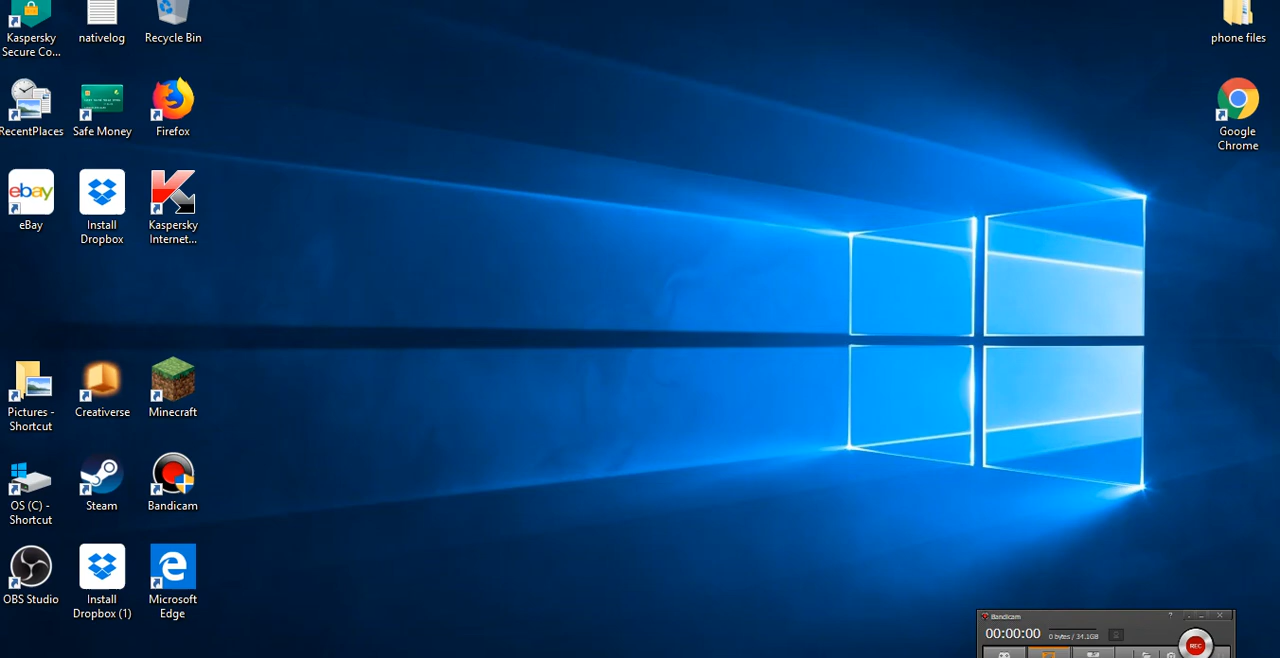 Kaspersky
Secure Co...
nativelog
Recycle Bin
phone files
RecentPlaces
Safe Money
Firefox
Google
Chrome
ebay
eBay
Install
Dropbox
Kaspersky
Internet...
Pictures -
Shortcut
Creativerse
Minecraft
OS (C) -
Shortcut
Steam
Bandicam
OBS Studio
Install
Dropbox (1)
Microsoft
Edge
Bandicam
00:00:00
0 bytes / 34.1GB
REC